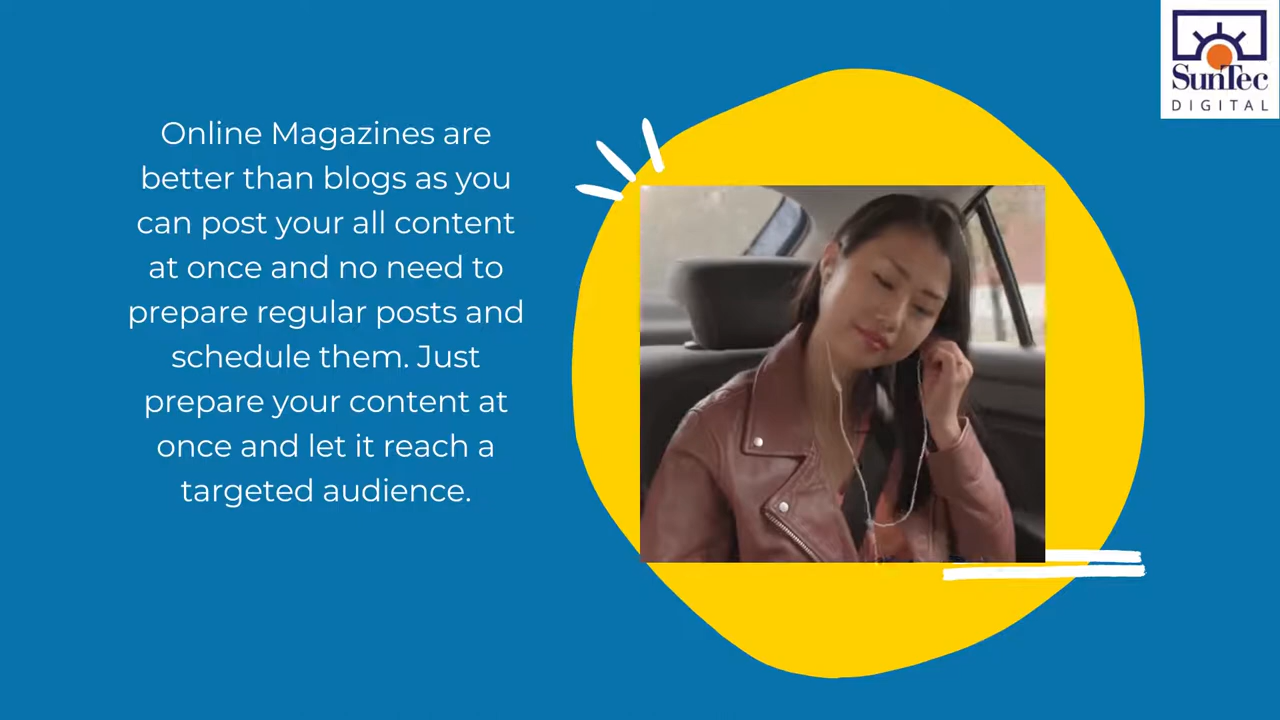 Online Magazines are
better than blogs as you
can post your all content
at once and no need to
prepare regular posts and
schedule them. Just
prepare your content at
once and let it reach a
targeted audience.
SunTec
DIGITAL